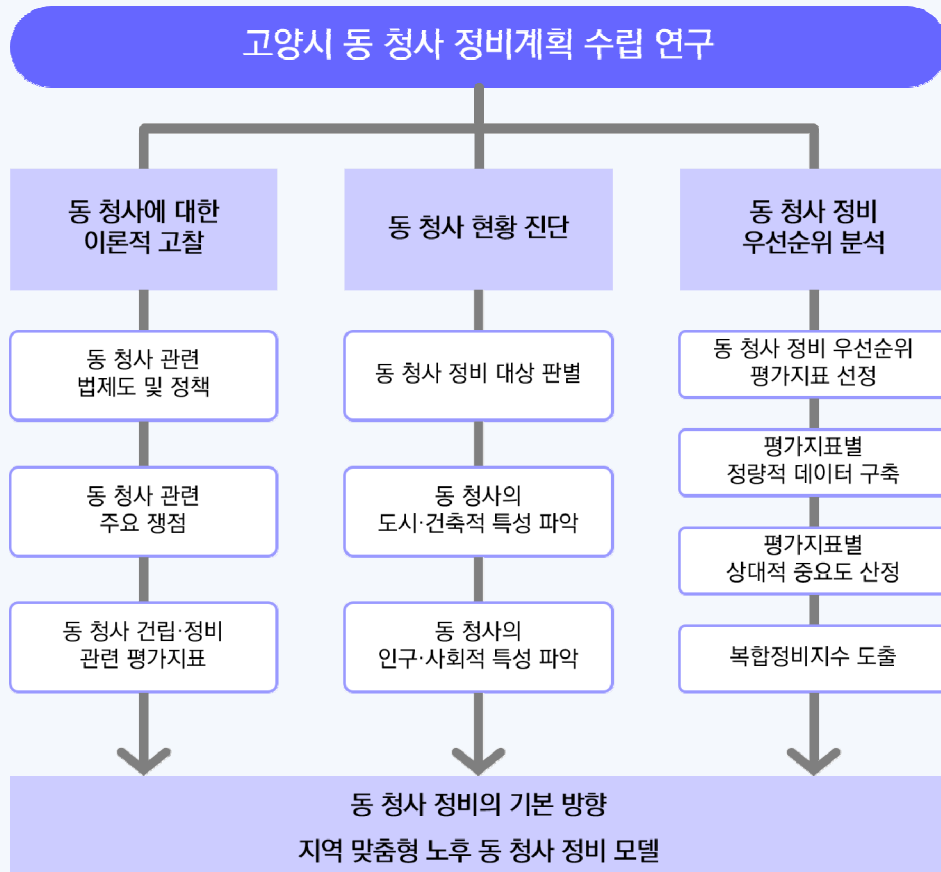 고양시 동 청사 정비계획 수립 연구
동 청사에 대한
이론적 고찰
동 청사 관련
법제도 및 정책
동 청사 관련
주요 쟁점
동 청사 건립·정비
관련 평가지표
동 청사 현황 진단
동 청사 정비 대상 판별
동 청사의
도시·건축적 특성 파악
동 청사의
인구·사회적 특성 파악
동 청사 정비
우선순위 분석
동 청사 정비 우선순위
평가지표 선정
평가지표별
정량적 데이터 구축
평가지표별
상대적 중요도 산정
복합정비지수 도출
동 청사 정비의 기본 방향
지역 맞춤형 노후 동 청사 정비 모델